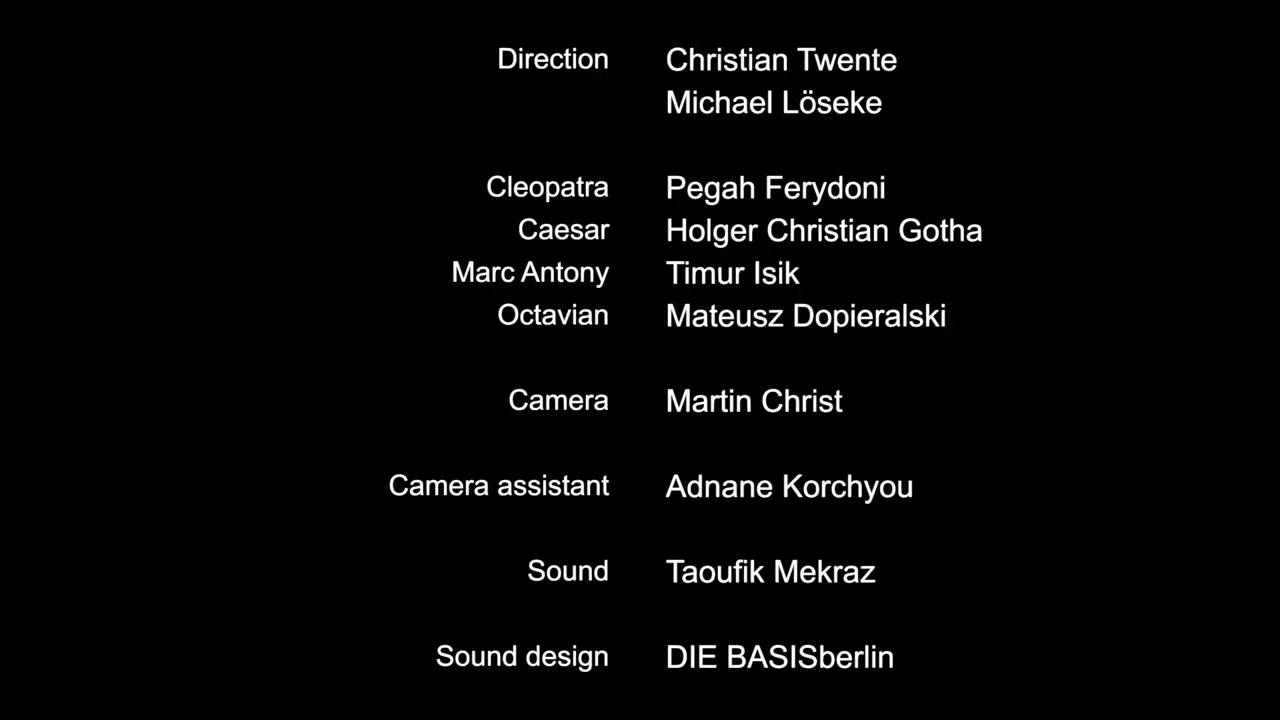 Direction Christian Twente
Michael Löseke
Cleopatra Pegah Ferydoni
Caesar Holger Christian Gotha
Marc Antony Timur Isik
Octavian Mateusz Dopieralski
Camera Martin Christ
Camera assistant Adnane Korchyou
Sound Taoufik Mekraz
Sound design DIE BASISberlin